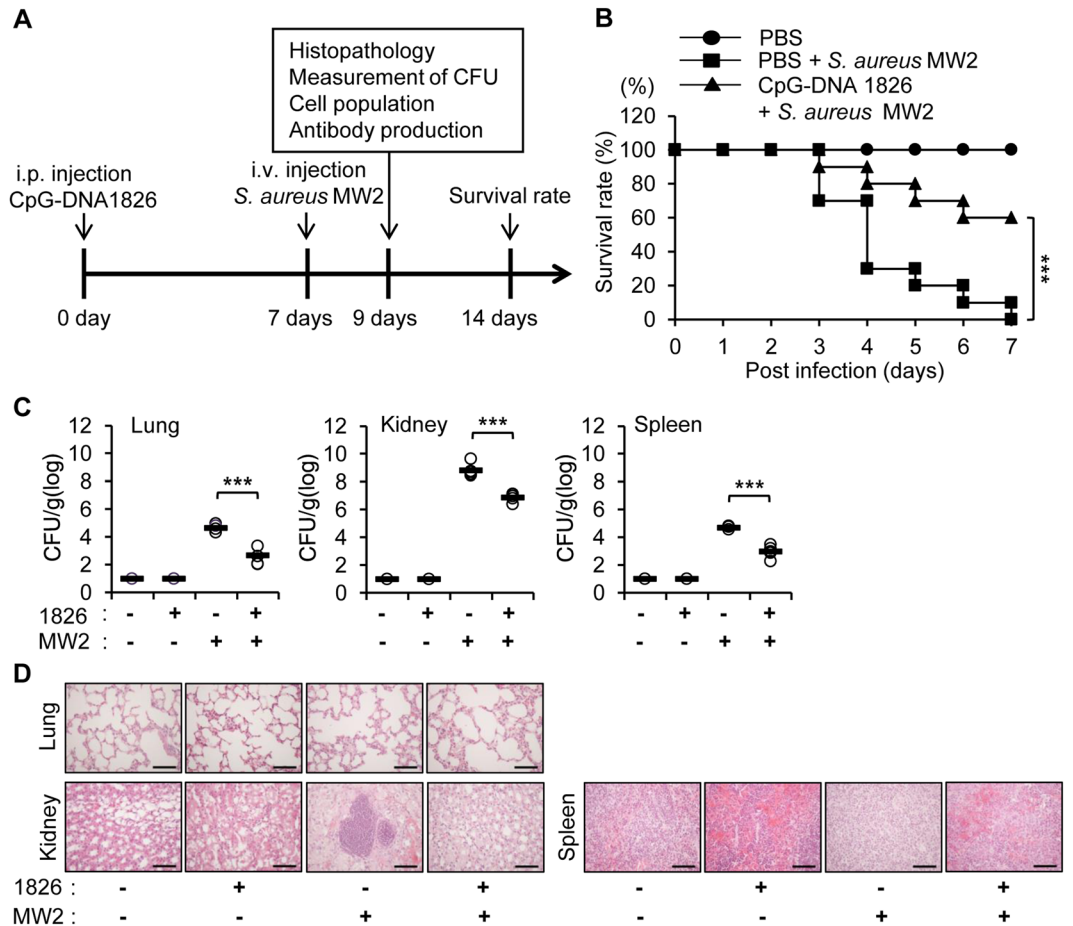 A
Histopathology
Measurement of CFU
Cell population
Antibody production
i.p. injection
CpG-DNA1826
i.v. injection
S. aureus MW2
Survival rate
0 day
7 days
9 days
14 days
B
PBS
PBS + S. aureus MW2
CpG-DNA 1826
+ S. aureus MW2
(%)
Survival rate (%)
120
100
80
60
40
20
0
***
0 1 2 3 4 5 6 7
Post infection (days)
C
Lung
CFU/g(log)
12
10
8
6
4
2
0
***
Kidney
CFU/g(log)
12
10
8
6
4
2
0
***
Spleen
CFU/g(log)
12
10
8
6
4
2
0
***
1826 : - + - + - + - + - + - +
MW2 : - - + + - - + + - - + +
D
Lung
Kidney
Spleen
1826 : - + - + - + - +
MW2 : - - + + - - + +